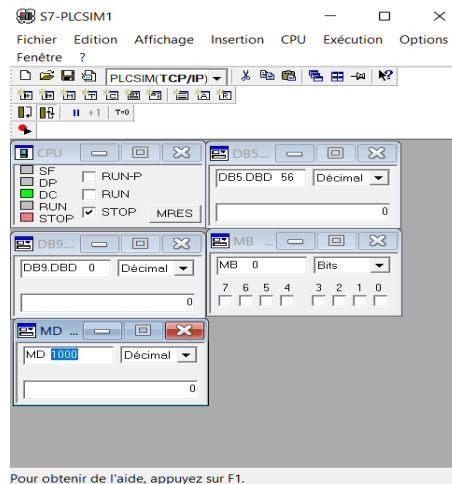 S7-PLCSIM1
Fichier Edition Affichage Insertion CPU Exécution Options
Fenêtre ?
PLCSIM(TCP/IP)
+1 T=0
CPU
SF
DP
DC
RUN
STOP
RUN-P
RUN
STOP
MRES
DB5....
DB5.DBD 56 Décimal
0
DB9....
DB9.DBD 0 Décimal
0
MB ...
MB 0 Bits
7 6 5 4 3 2 1 0
MD ...
MD 1000 Décimal
0
Pour obtenir de l'aide, appuyez sur F1.